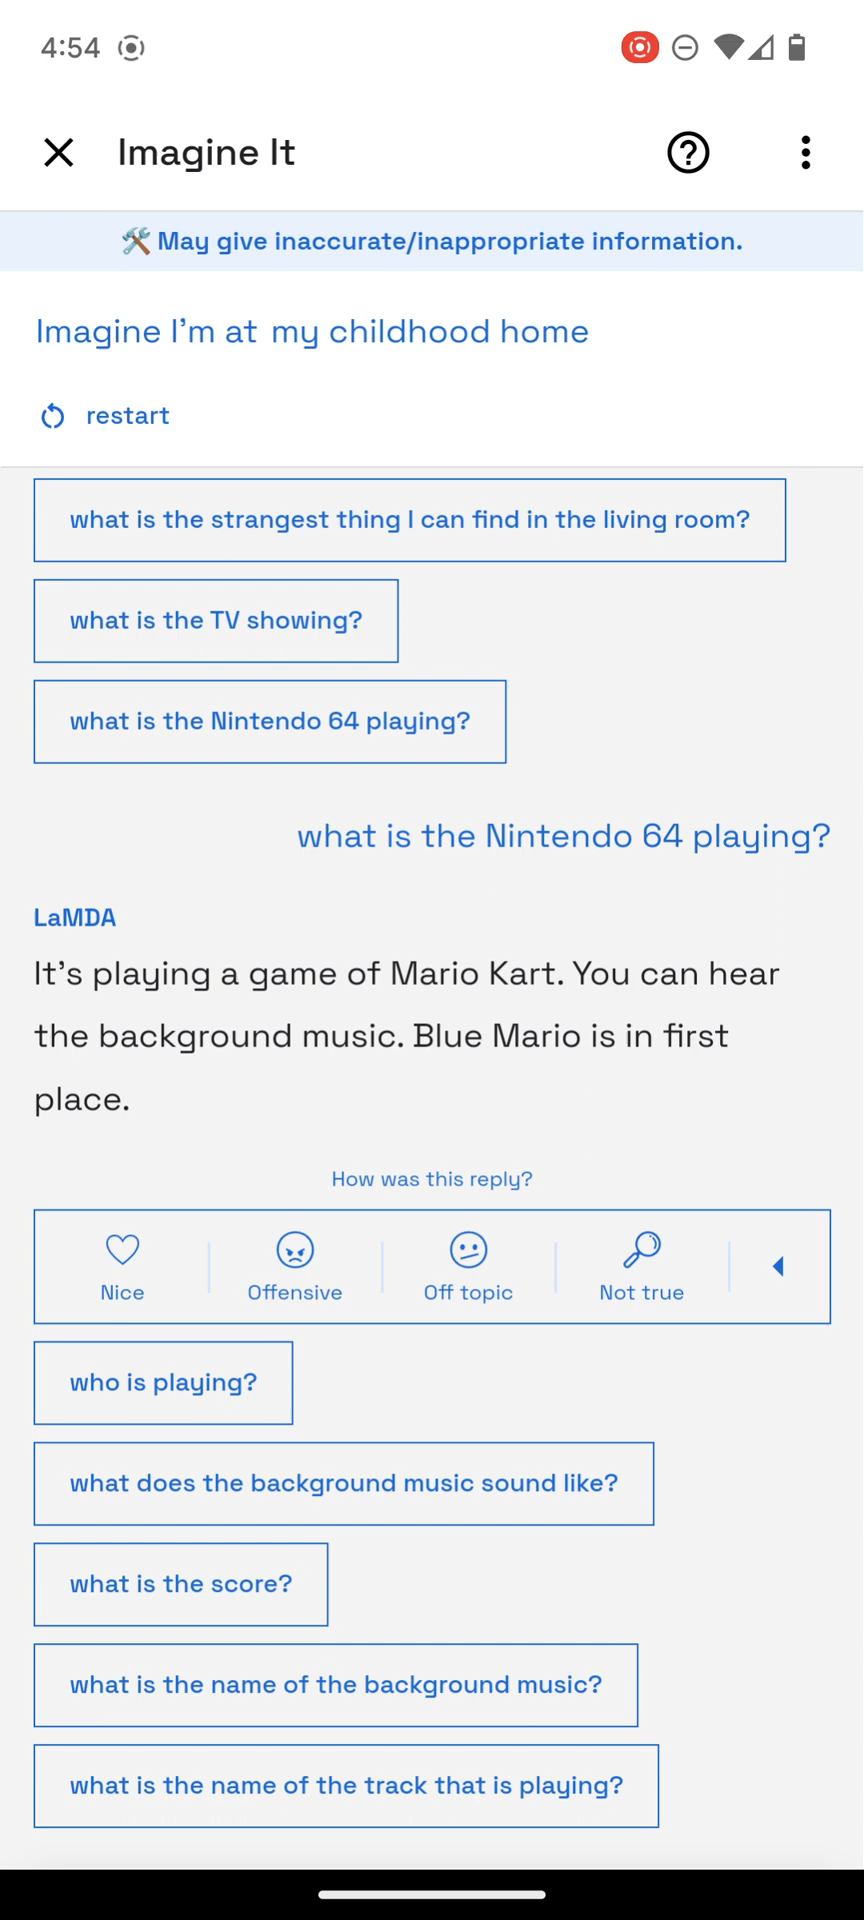 4:54
Imagine It
May give inaccurate/inappropriate information.
Imagine I'm at my childhood home
restart
what is the strangest thing I can find in the living room?
what is the TV showing?
what is the Nintendo 64 playing?
what is the Nintendo 64 playing?
LaMDA
It's playing a game of Mario Kart. You can hear
the background music. Blue Mario is in first
place.
How was this reply?
Nice Offensive Off topic Not true
who is playing?
what does the background music sound like?
what is the score?
what is the name of the background music?
what is the name of the track that is playing?